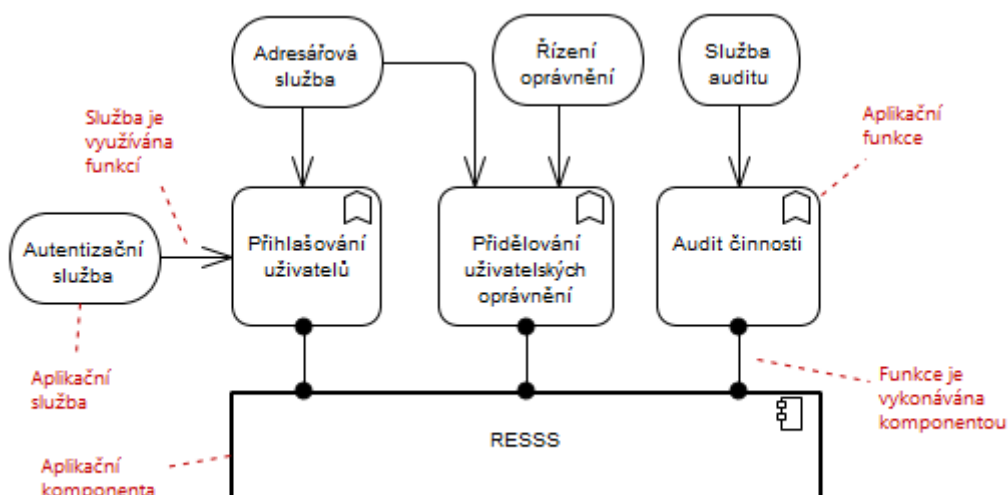 Adresářová
služba
Řízení
oprávnění
Služba
auditu
Služba je
využívána
funkcí
Aplikační
funkce
Autentizační
služba
Přihlašování
uživatelů
Přidělování
uživatelských
oprávnění
Audit činnosti
Aplikační
služba
Funkce je
vykonávána
komponentou
RESSS
Aplikační
komponenta